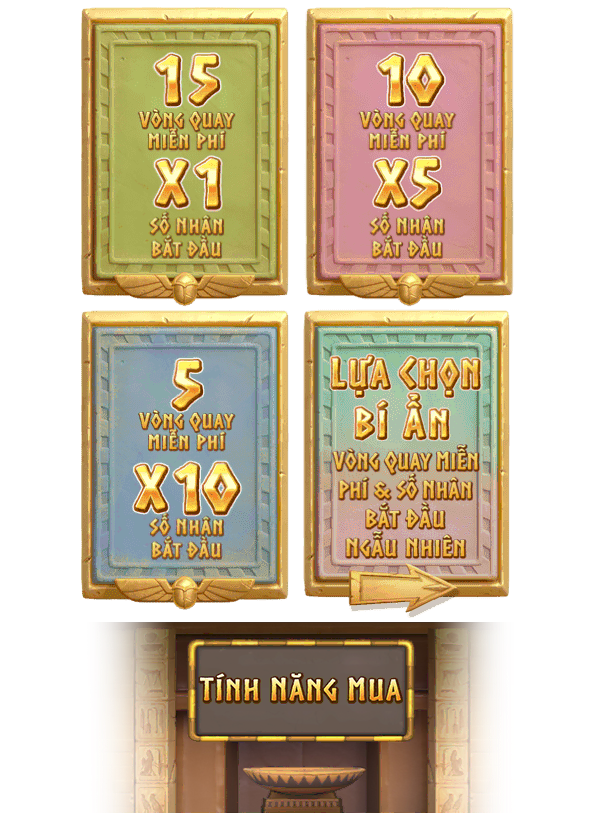 15
VÒNG QUAY
MIỄN PHÍ
X1
SỐ NHÂN
BẮT ĐẦU
10
VÒNG QUAY
MIỄN PHÍ
X5
SỐ NHÂN
BẮT ĐẦU
5
VÒNG QUAY
MIỄN PHÍ
X10
SỐ NHÂN
BẮT ĐẦU
LỰA CHỌN
BÍ ẨN
VÒNG QUAY MIỄN
PHÍ & SỐ NHÂN
BẮT ĐẦU
NGẪU NHIÊN
TÍNH NĂNG MUA